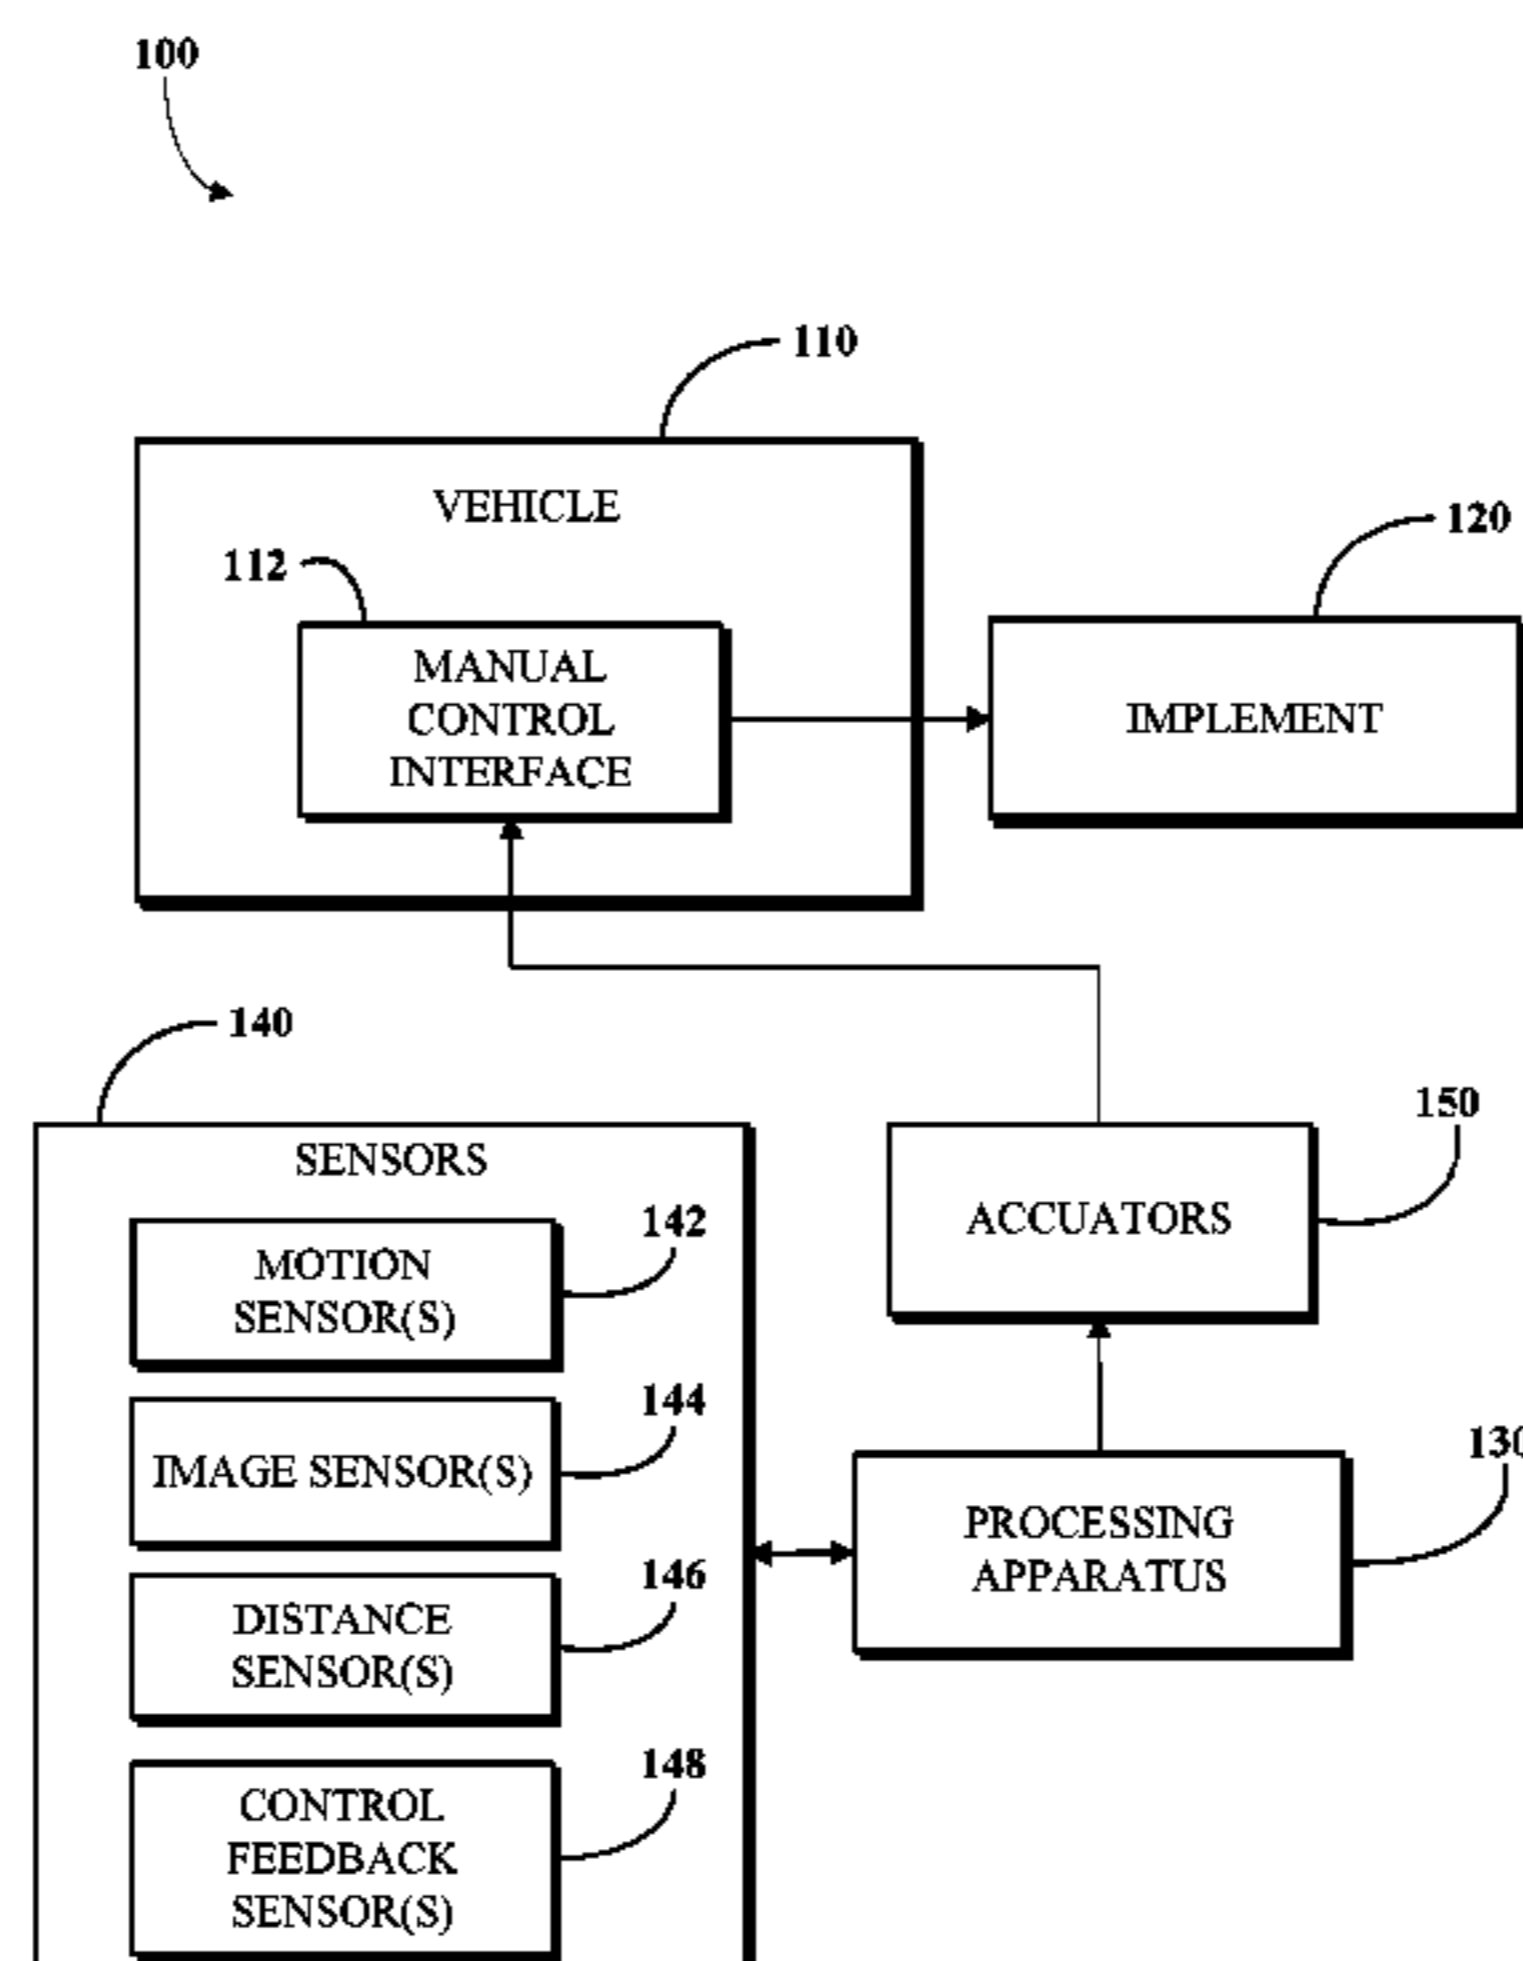 100
110
VEHICLE
120
112
MANUAL
CONTROL
INTERFACE
IMPLEMENT
140
150
SENSORS
ACCUATORS
142
MOTION
SENSOR(S)
144
IMAGE SENSOR(S)
130
PROCESSING
APPARATUS
146
DISTANCE
SENSOR(S)
148
CONTROL
FEEDBACK
SENSOR(S)